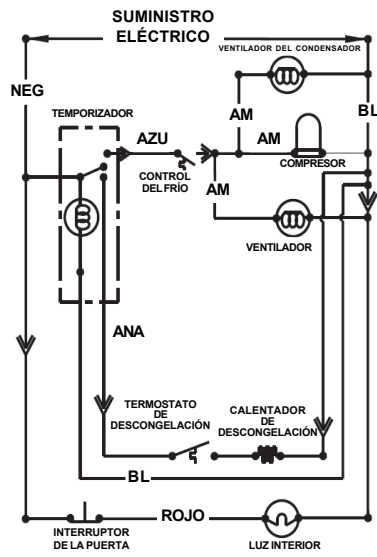 SUMINISTRO
ELÉCTRICO
VENTILADOR DEL CONDENSADOR
NEG
BL
TEMPORIZADOR
AM
AZU
AM
CONTROL
DEL FRÍO
COMPRESOR
AM
VENTILADOR
ANA
TERMOSTATO
DE
DESCONGELACIÓN
CALENTADOR
DE
DESCONGELACIÓN
BL
ROJO
INTERRUPTOR
DE LA PUERTA
LUZ INTERIOR